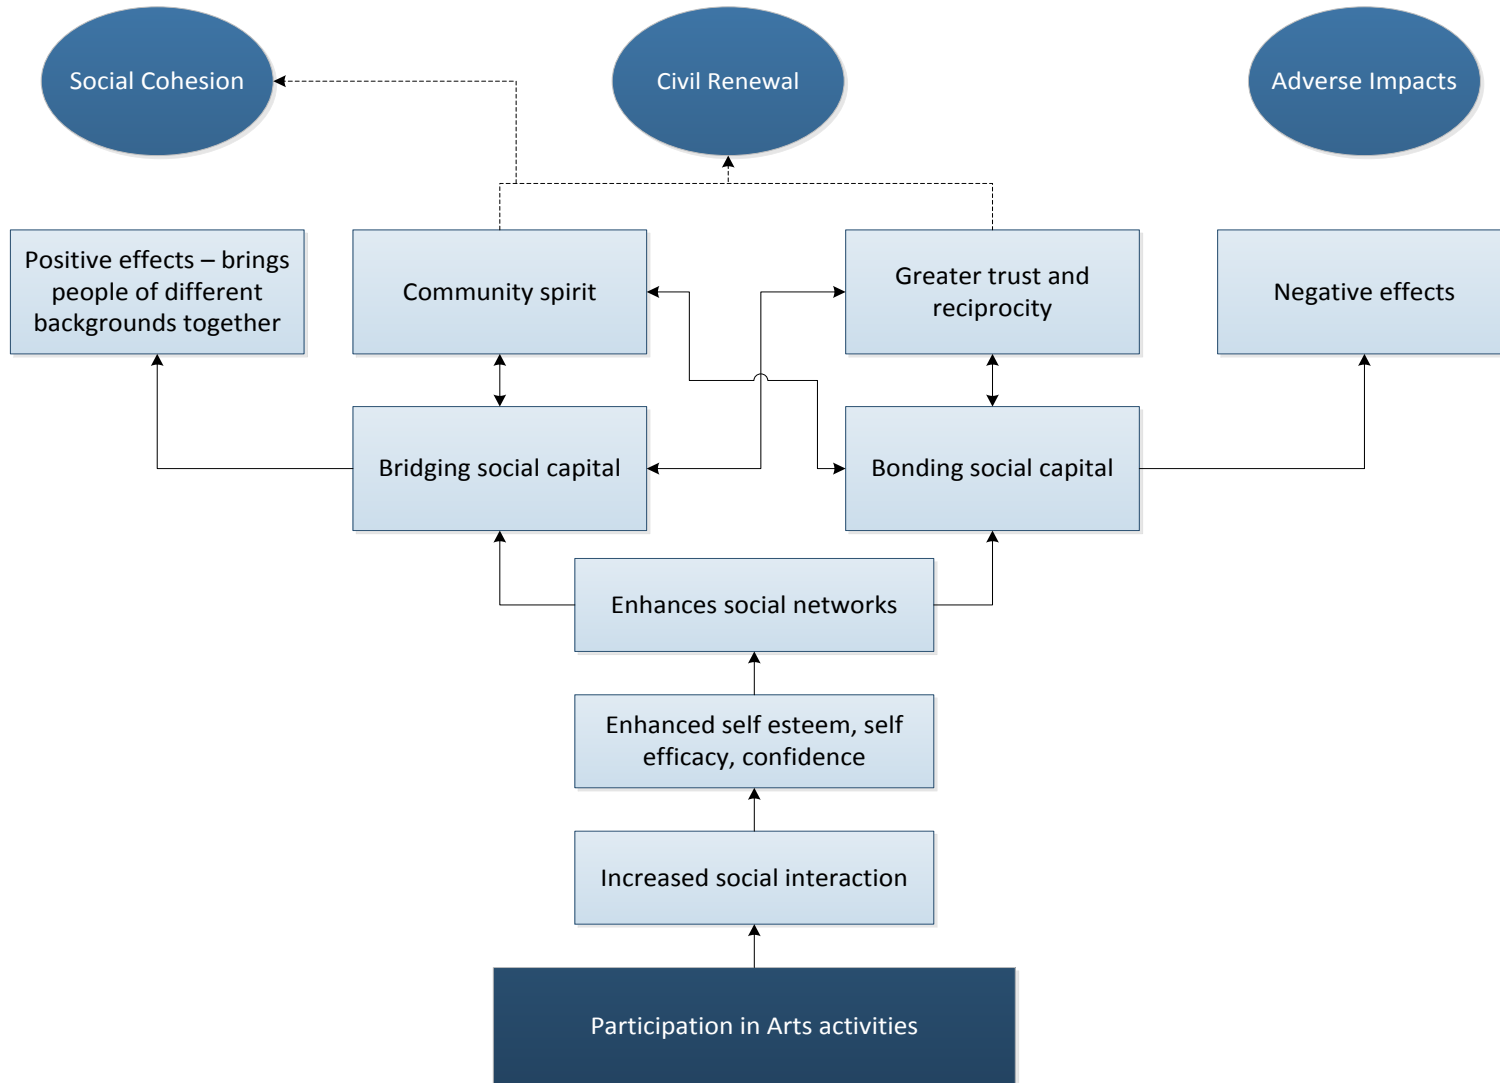 Social Cohesion
Civil Renewal
Adverse Impacts
Positive effects – brings
people of different
backgrounds together
Community spirit
Greater trust and
reciprocity
Negative effects
Bridging social capital
Bonding social capital
Enhances social networks
Enhanced self esteem, self
efficacy, confidence
Increased social interaction
Participation in Arts activities